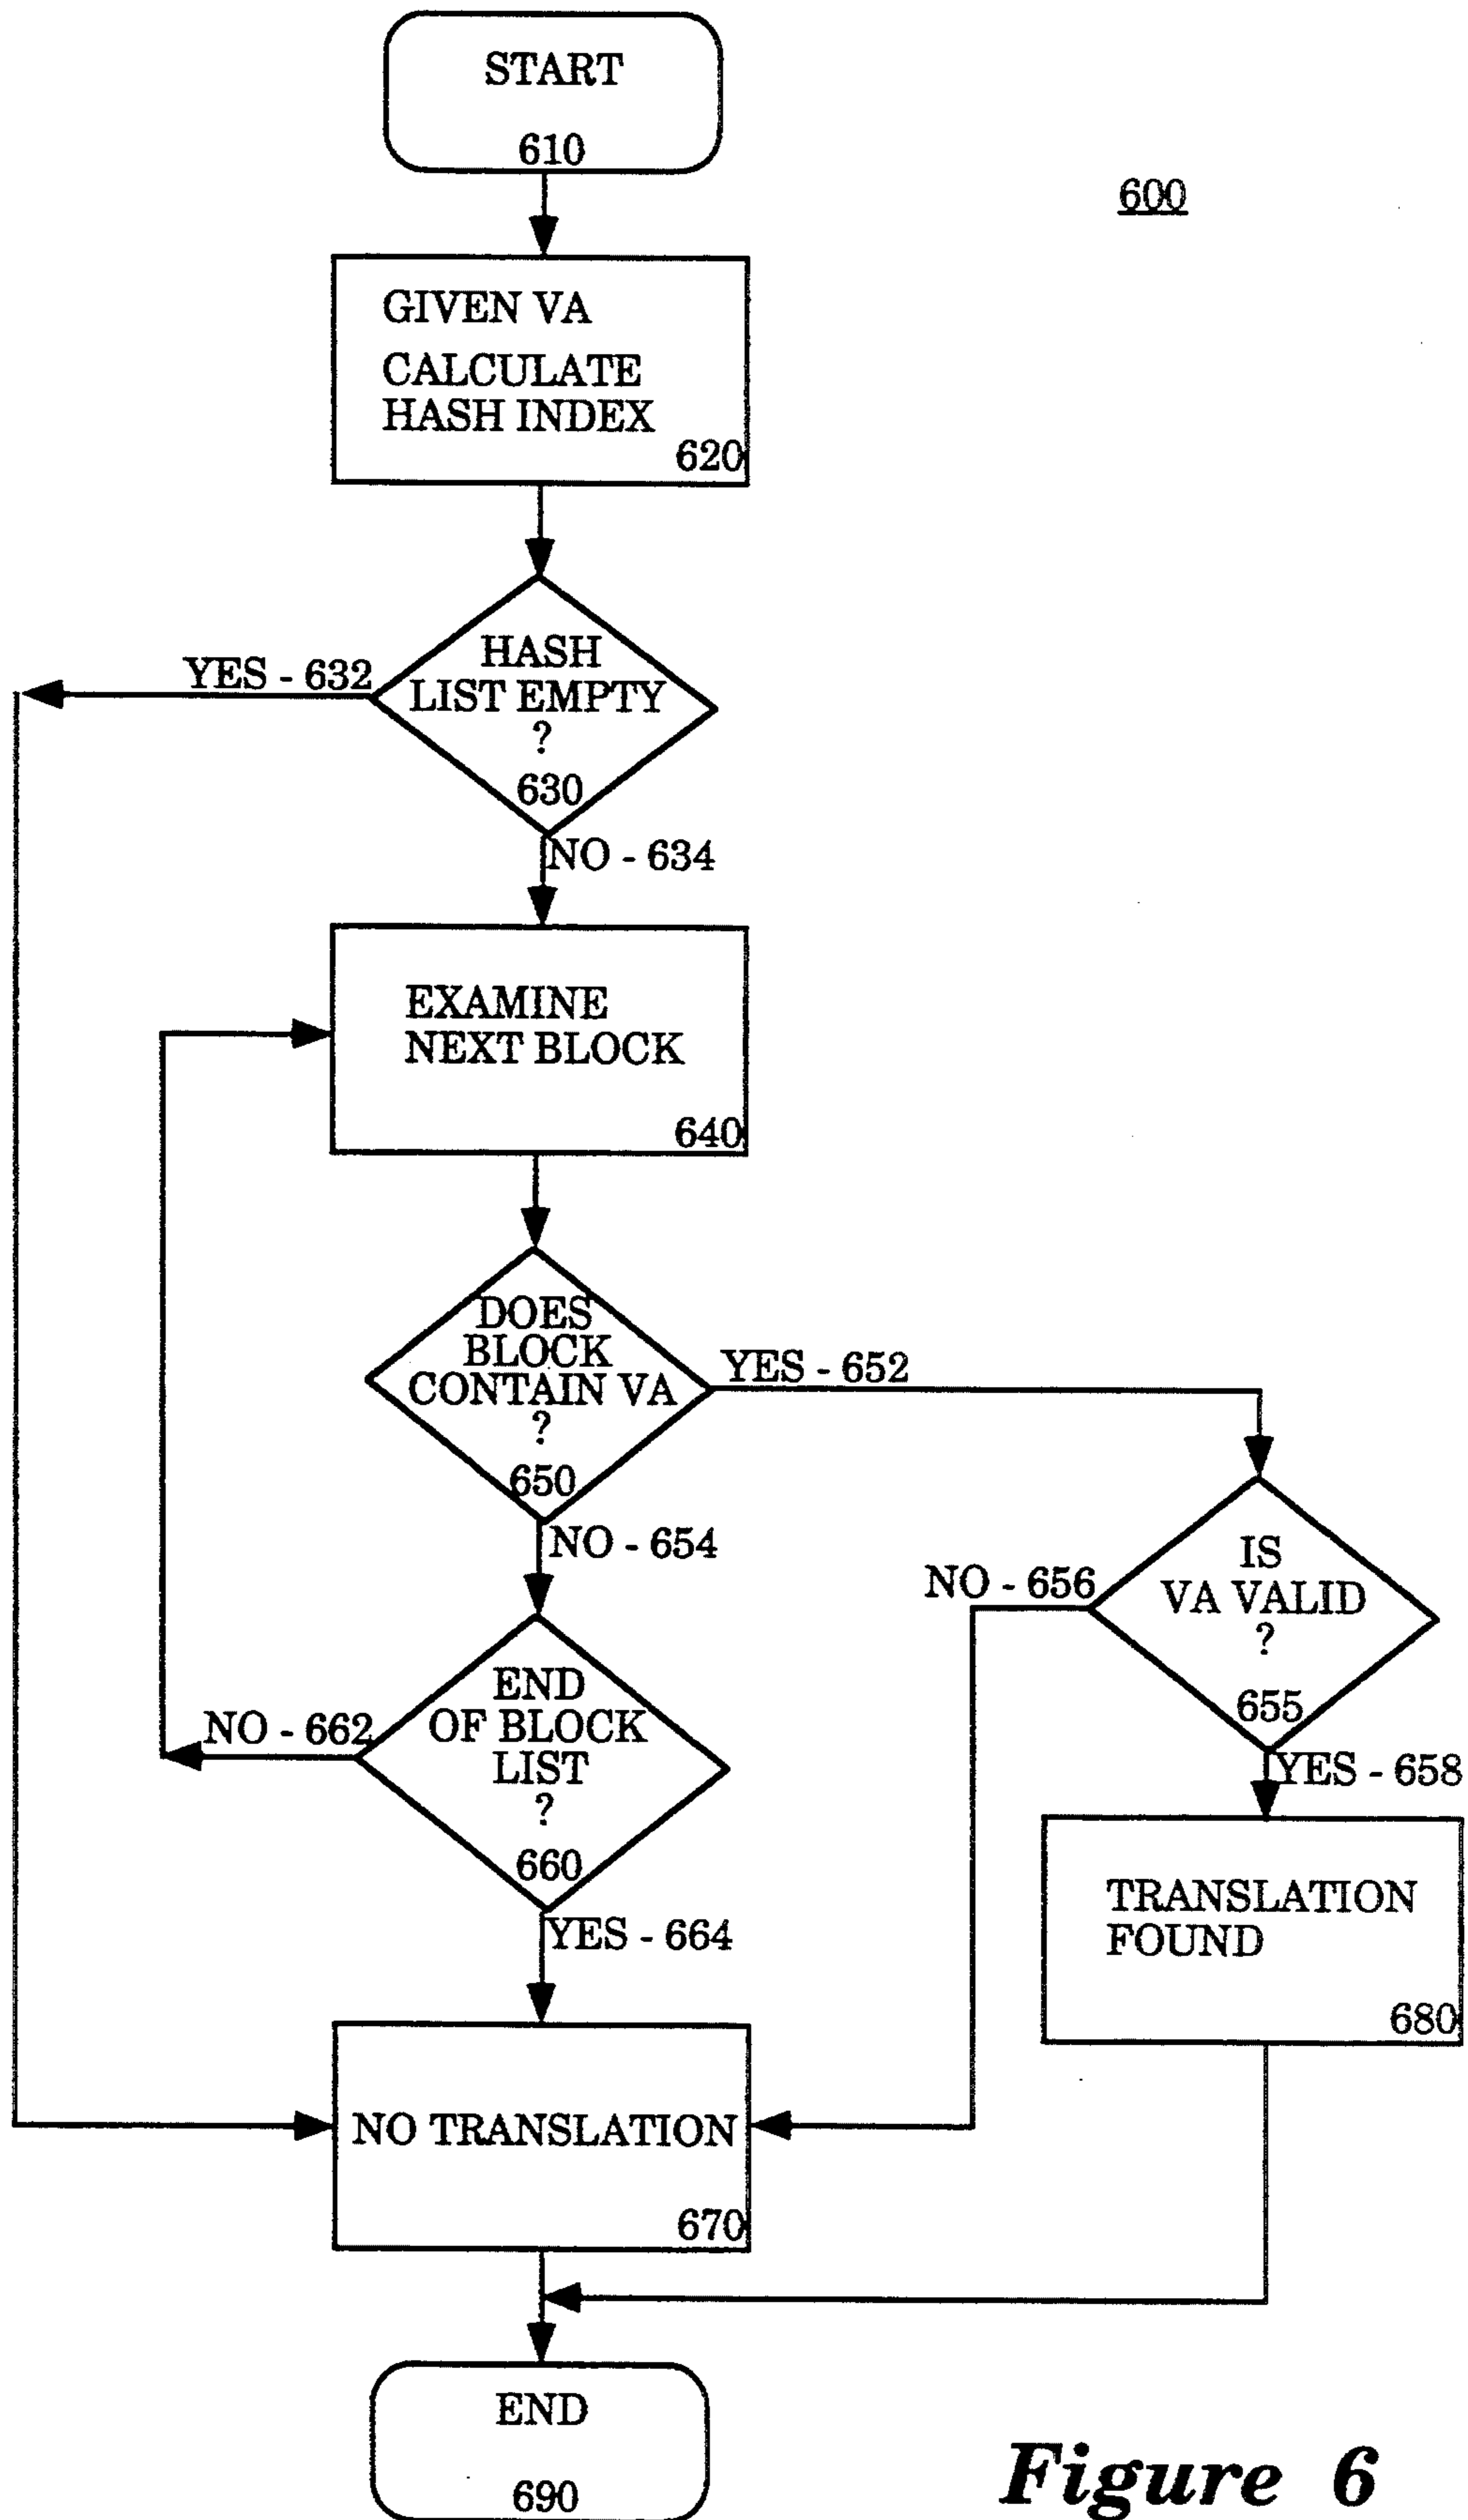 START
610
600
GIVEN VA
CALCULATE
HASH INDEX
620
HASH
LIST EMPTY
?
630
YES - 632
NO - 634
EXAMINE
NEXT BLOCK
640
DOES
BLOCK
CONTAIN VA
?
650
YES - 652
NO - 654
IS
VA VALID
?
655
NO - 656
YES - 658
END
OF BLOCK
LIST
?
660
NO - 662
YES - 664
TRANSLATION
FOUND
680
NO TRANSLATION
670
END
690
Figure 6